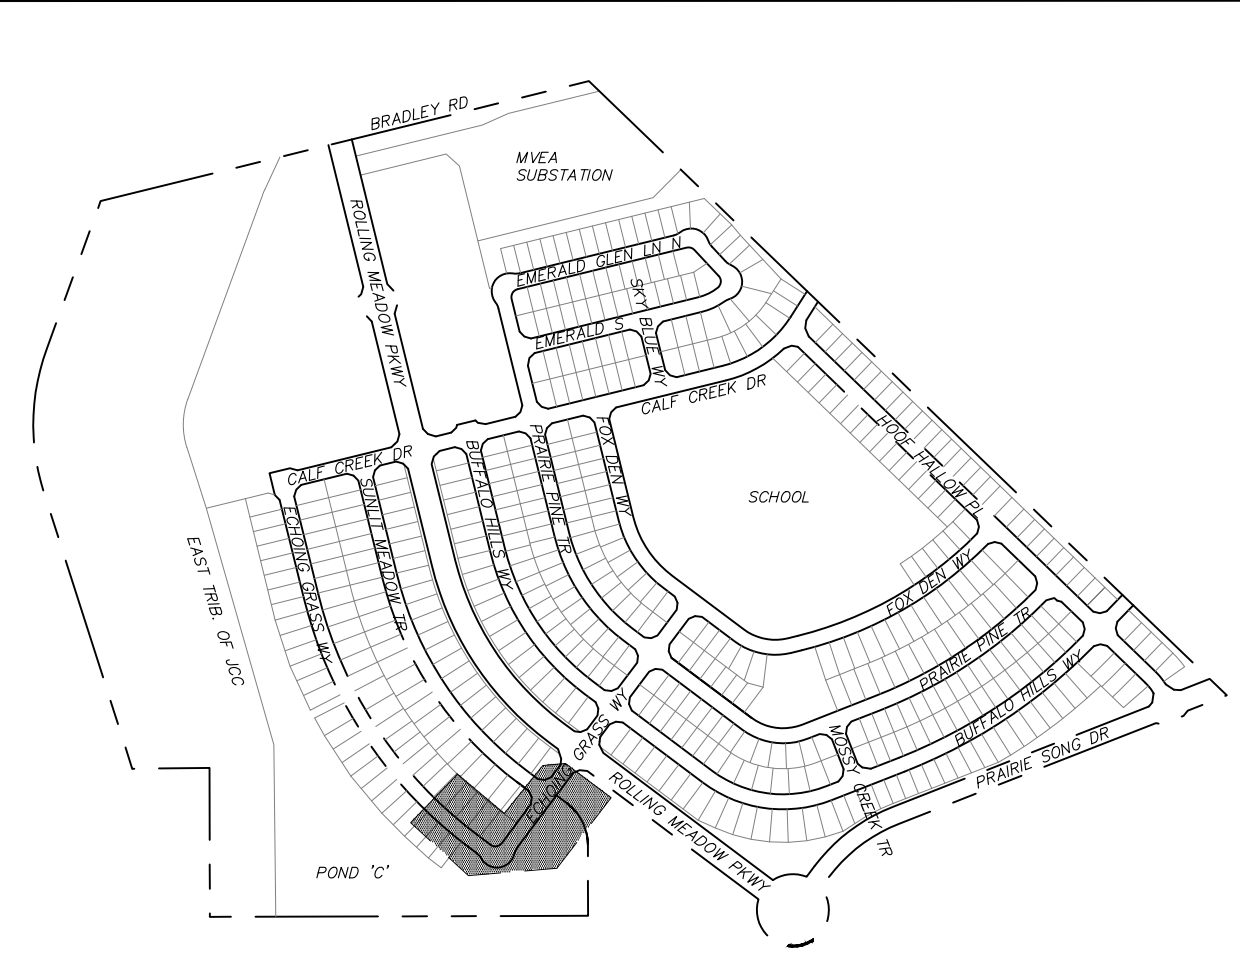 BRADLEY RD
MVEA
SUBSTATION
ROLLING MEADOW PKWY
EMERALD GLEN LN N
SKY BLUE WY
EMERALD S
CALF CREEK DR
HOOF HALLOW PL
CALF CREEK DR
BUFFALO HILLS WY
PRAIRIE PINE TR
FOX DEN WY
SCHOOL
ECHOING GRASS WY
SUNLIT MEADOW TR
EAST TRIB. OF JCC
FOX DEN WY
PRAIRIE PINE TR
BUFFALO HILLS WY
ECHOING GRASS WY
MOSSY CREEK TR
PRAIRIE SONG DR
ROLLING MEADOW PKWY
POND 'C'